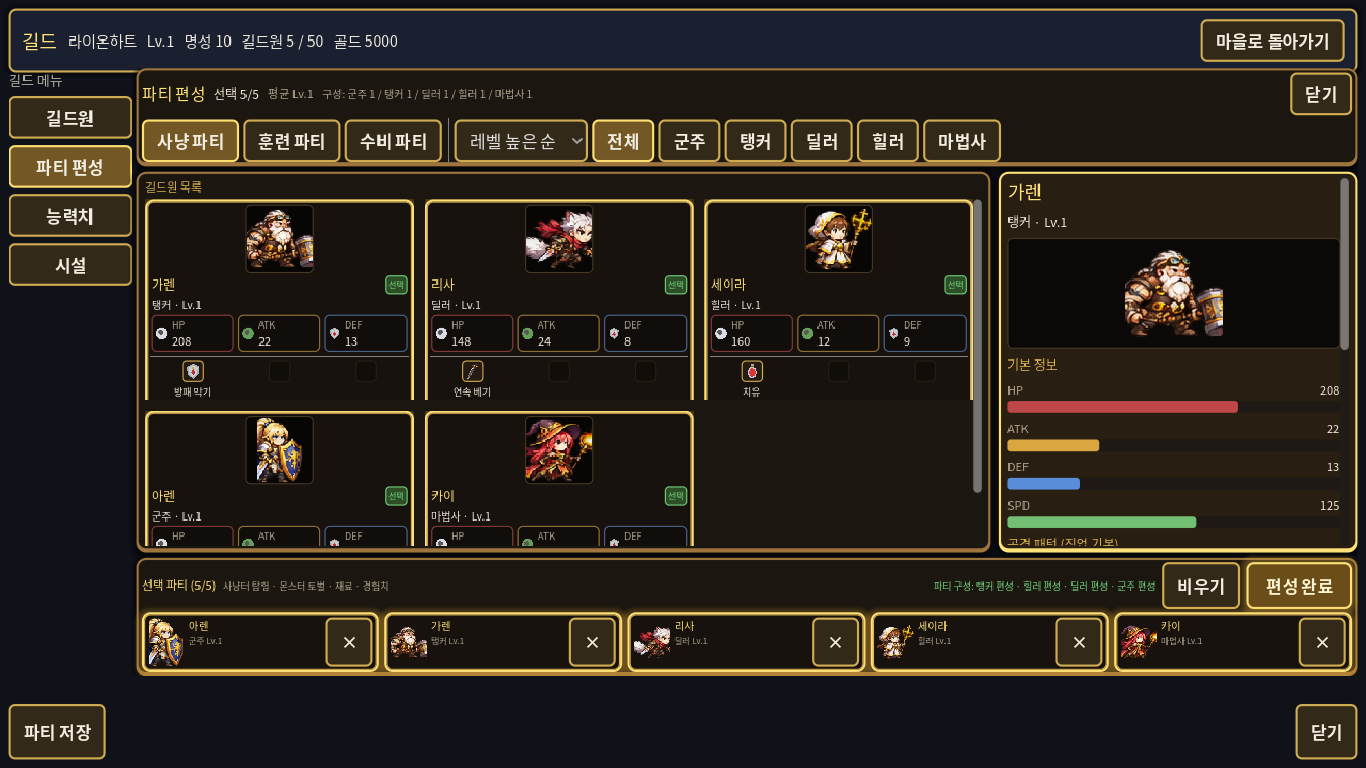 길드 라이온하트 Lv.1 명성 10 길드원 5 / 50 골드 5000
마을로 돌아가기
길드 메뉴
길드원
파티 편성
능력치
시설
파티 편성 선택 5/5 평균 Lv.1 구성: 군주 1 / 탱커 1 / 딜러 1 / 힐러 1 / 마법사 1
닫기
사냥 파티 훈련 파티 수비 파티 레벨 높은 순 전체 군주 탱커 딜러 힐러 마법사
길드원 목록
가렌
선택
탱커 · Lv.1
HP 208
ATK 22
DEF 13
방패 막기
리사
선택
딜러 · Lv.1
HP 148
ATK 24
DEF 8
연속 베기
세이라
선택
힐러 · Lv.1
HP 160
ATK 12
DEF 9
치유
아렌
선택
군주 · Lv.1
HP
ATK
DEF
카이
선택
마법사 · Lv.1
HP
ATK
DEF
가렌
탱커 · Lv.1
기본 정보
HP 208
ATK 22
DEF 13
SPD 125
공격 패턴 (직업 기본)
선택 파티 (5/5) 사냥터 탐험 · 몬스터 토벌 · 재료 · 경험치
파티 구성: 탱커 편성 · 힐러 편성 · 딜러 편성 · 군주 편성
비우기
편성 완료
아렌
군주 Lv.1
×
가렌
탱커 Lv.1
×
리사
딜러 Lv.1
×
세이라
힐러 Lv.1
×
카이
마법사 Lv.1
×
파티 저장
닫기